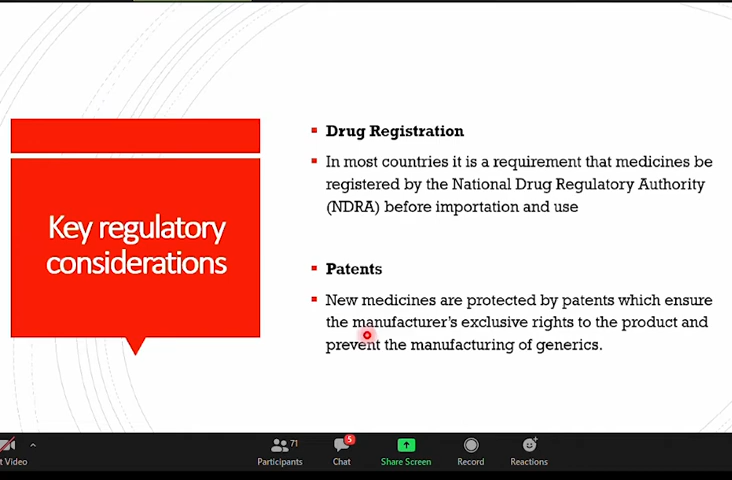 Key regulatory
considerations
Drug Registration
In most countries it is a requirement that medicines be
registered by the National Drug Regulatory Authority
(NDRA) before importation and use
Patents
New medicines are protected by patents which ensure
the manufacturer's exclusive rights to the product and
prevent the manufacturing of generics.
t Video
71
Participants
5
Chat
Share Screen
Record
Reactions